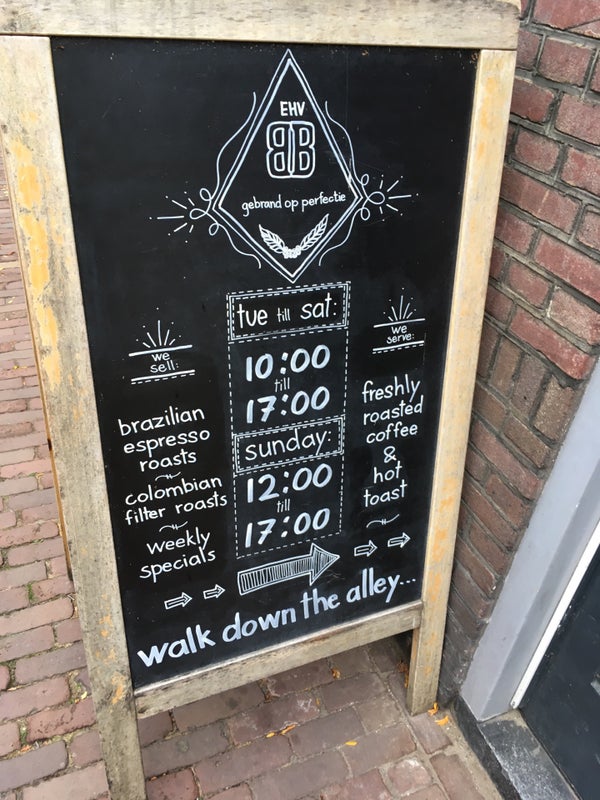 EHV
BB
gebrand op perfectie
tue till sat:
10:00
till
17:00
sunday:
12:00
till
17:00
we
sell:
brazilian
espresso
roasts
colombian
filter roasts
weekly
specials
we
serve:
freshly
roasted
coffee
&
hot
toast
walk down the alley...